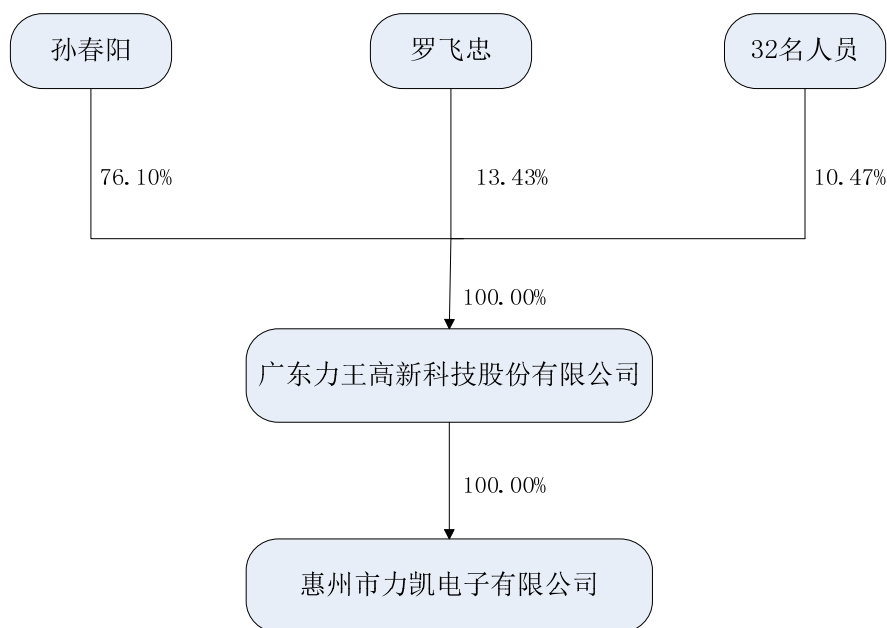 孙春阳
罗飞忠
32名人员
76.10%
13.43%
10.47%
100.00%
广东力王高新科技股份有限公司
100.00%
惠州市力凯电子有限公司